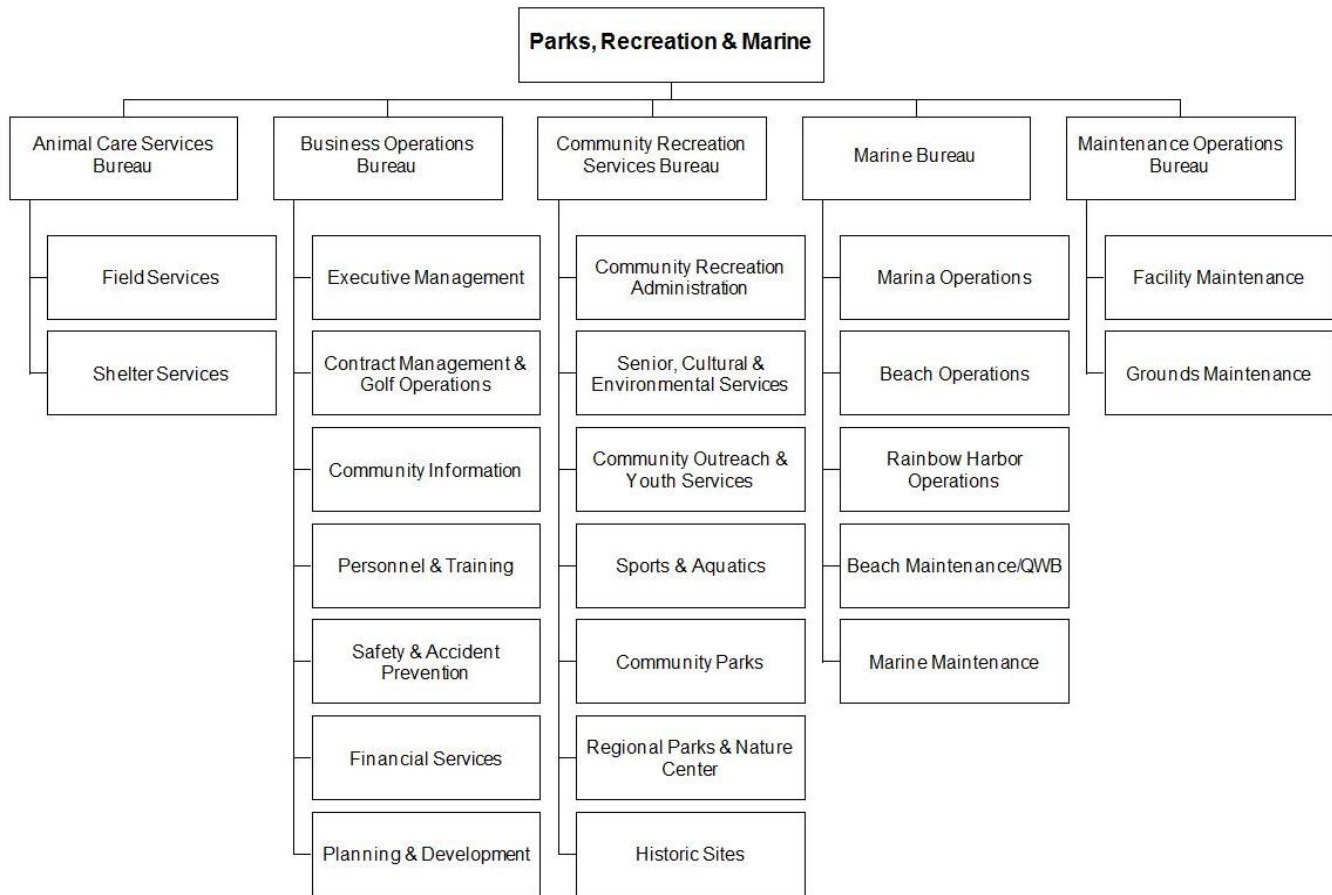 Parks, Recreation & Marine
Animal Care Services
Bureau
Field Services
Shelter Services
Business Operations
Bureau
Executive Management
Contract Management &
Golf Operations
Community Information
Personnel & Training
Safety & Accident
Prevention
Financial Services
Planning & Development
Community Recreation
Services Bureau
Community Recreation
Administration
Senior, Cultural &
Environmental Services
Community Outreach &
Youth Services
Sports & Aquatics
Community Parks
Regional Parks & Nature
Center
Historic Sites
Marine Bureau
Marina Operations
Beach Operations
Rainbow Harbor
Operations
Beach Maintenance/QWB
Marine Maintenance
Maintenance Operations
Bureau
Facility Maintenance
Grounds Maintenance